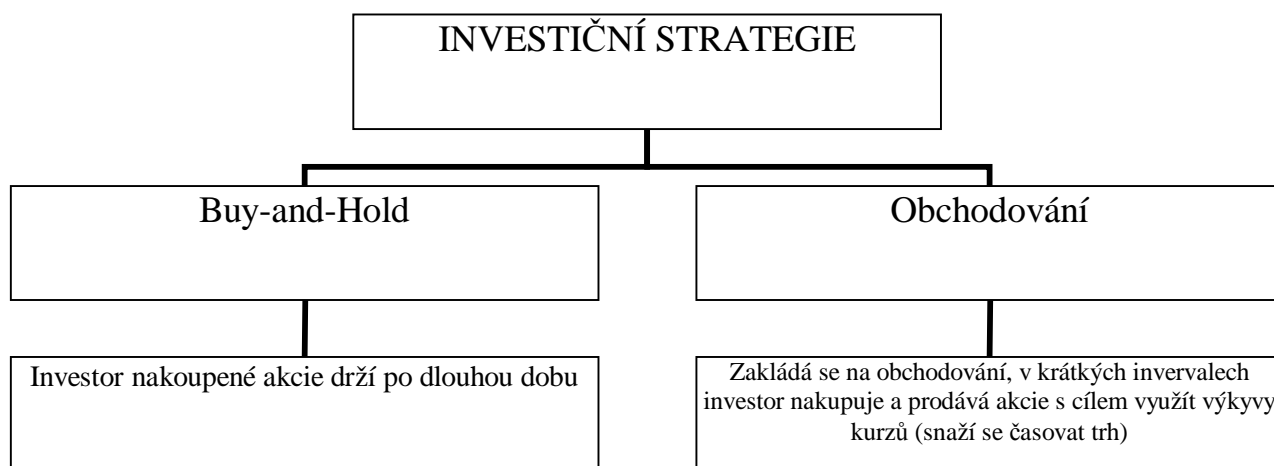 INVESTIČNÍ STRATEGIE
Buy-and-Hold
Obchodování
Investor nakoupené akcie drží po dlouhou dobu
Zakládá se na obchodování, v krátkých invervalech
investor nakupuje a prodává akcie s cílem využít výkyvy
kurzů (snaží se časovat trh)